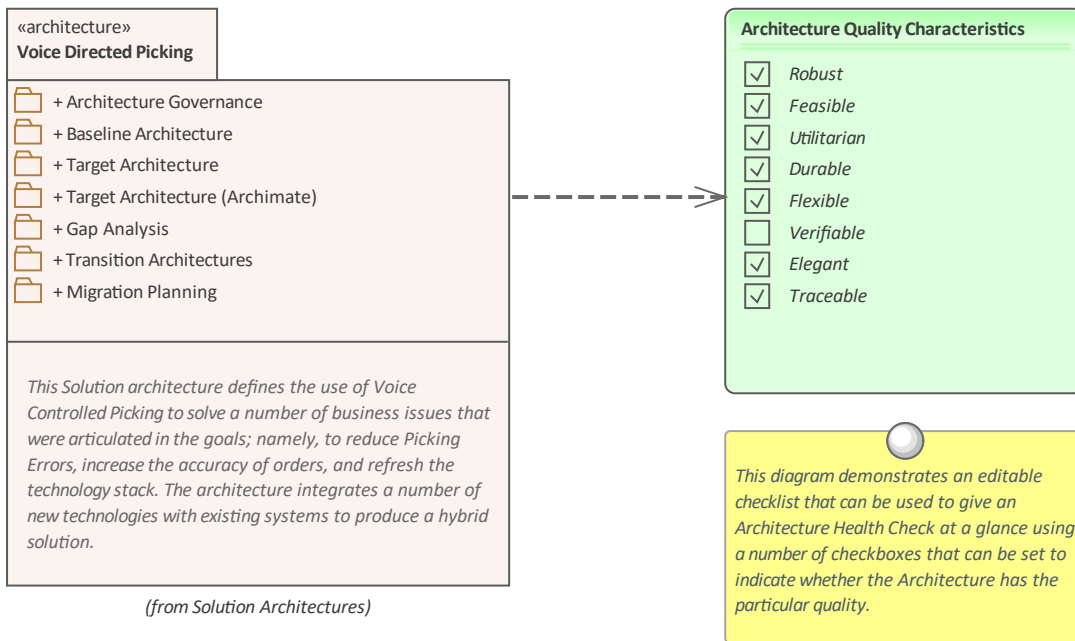 «architecture»
Voice Directed Picking
+ Architecture Governance
+ Baseline Architecture
+ Target Architecture
+ Target Architecture (Archimate)
+ Gap Analysis
+ Transition Architectures
+ Migration Planning
This Solution architecture defines the use of Voice
Controlled Picking to solve a number of business issues that
were articulated in the goals; namely, to reduce Picking
Errors, increase the accuracy of orders, and refresh the
technology stack. The architecture integrates a number of
new technologies with existing systems to produce a hybrid
solution.
(from Solution Architectures)
Architecture Quality Characteristics
Robust
Feasible
Utilitarian
Durable
Flexible
Verifiable
Elegant
Traceable
This diagram demonstrates an editable
checklist that can be used to give an
Architecture Health Check at a glance using
a number of checkboxes that can be set to
indicate whether the Architecture has the
particular quality.